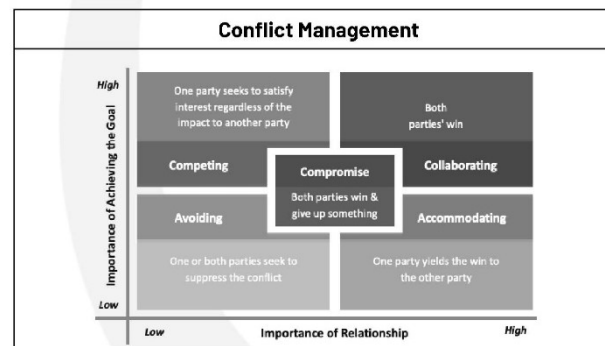 Conflict Management
High
Importance of Achieving the Goal
Low
One party seeks to satisfy
interest regardless of the
impact to another party
Competing
Both
parties' win
Collaborating
Compromise
Both parties win &
give up something
Avoiding
One or both parties seek to
suppress the conflict
Accommodating
One party yields the win to
the other party
Low
Importance of Relationship
High